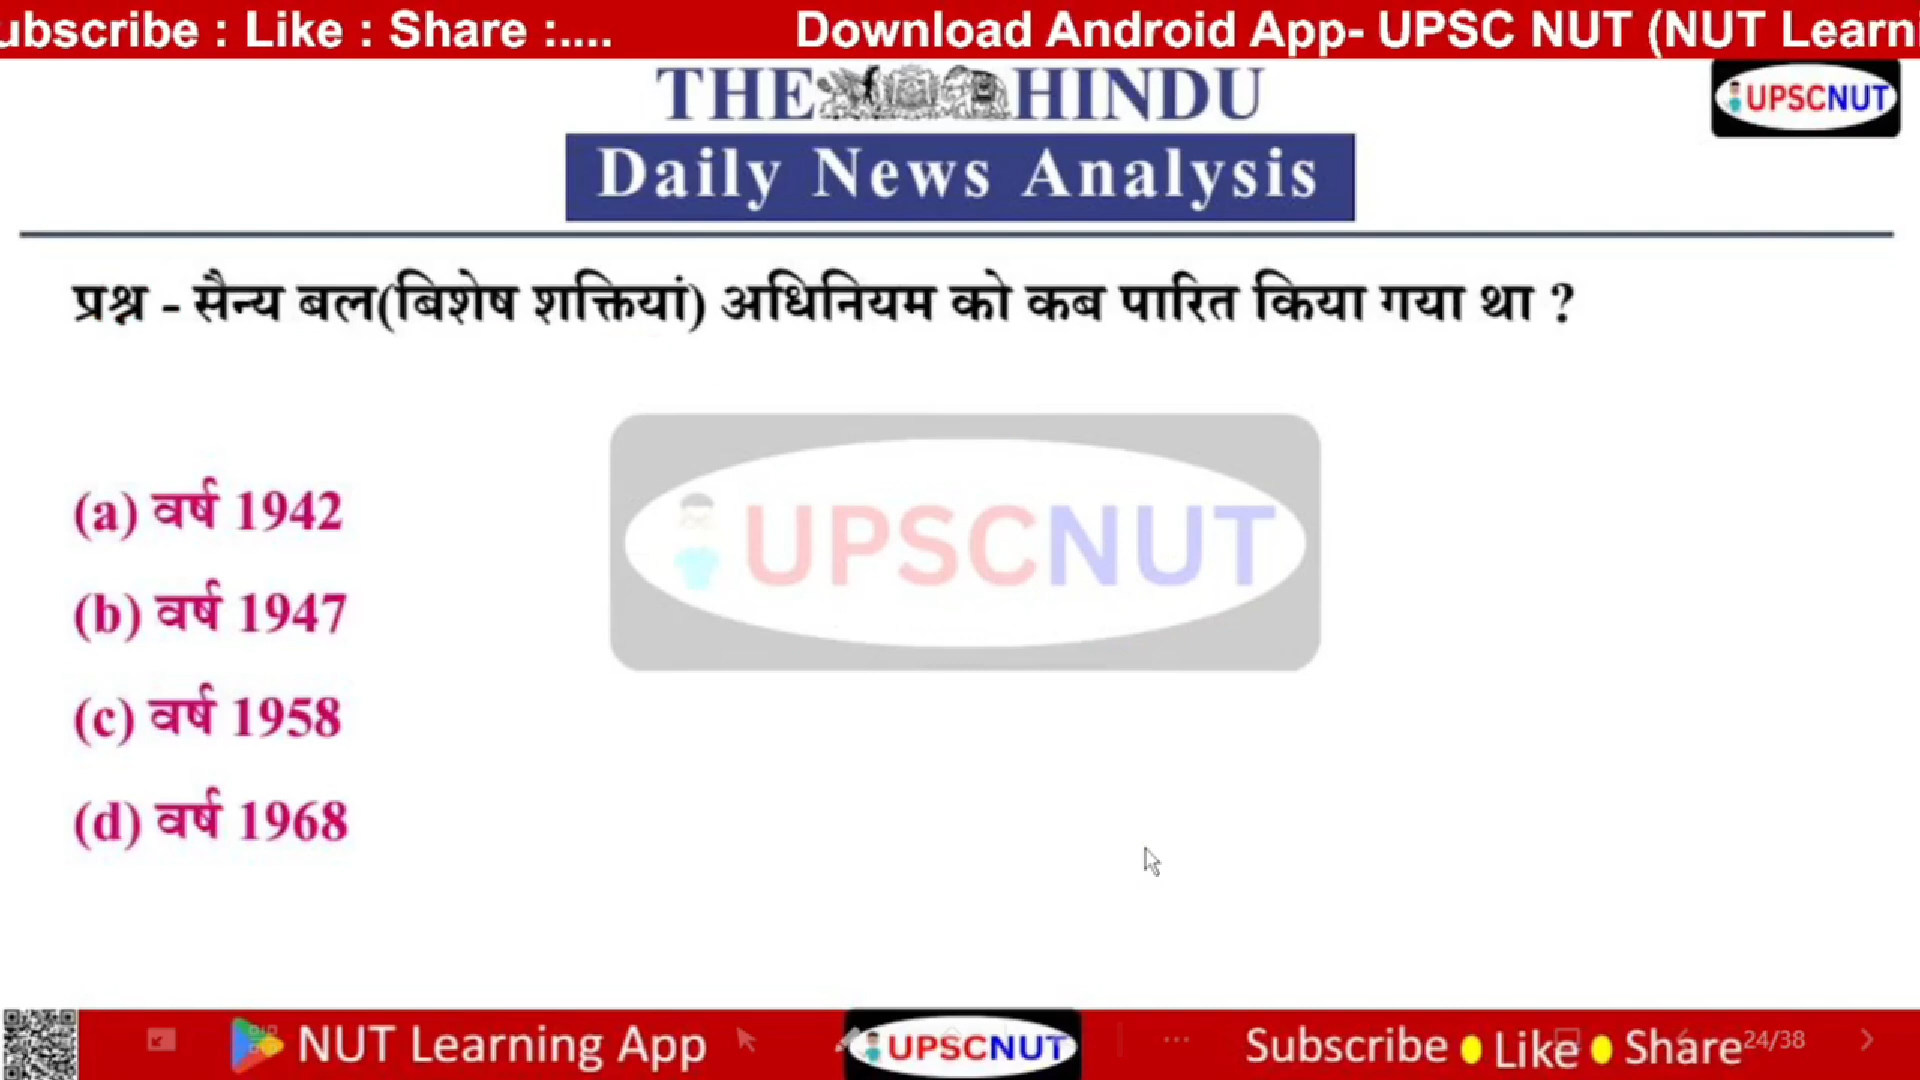 ubscribe : Like : Share :.... Download Android App- UPSC NUT (NUT Learni
THE HINDU
UPSCNUT
Daily News Analysis
प्रश्न - सैन्य बल(बिशेष शक्तियां) अधिनियम को कब पारित किया गया था ?
UPSCNUT
(a) वर्ष 1942
(b) वर्ष 1947
(c) वर्ष 1958
(d) वर्ष 1968
NUT Learning App UPSCNUT Subscribe Like Share 24/38